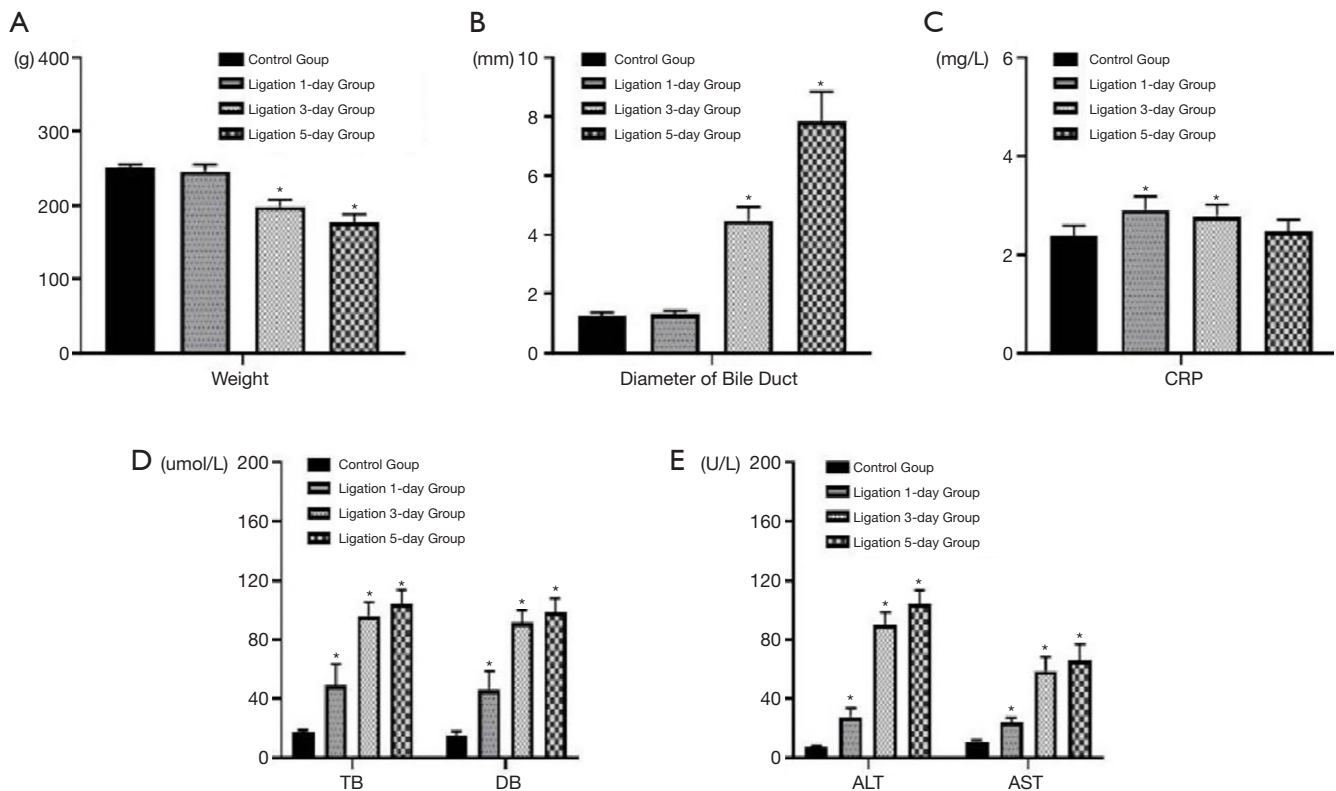 A
(g)
400
300
200
100
0
Control Goup
Ligation 1-day Group
Ligation 3-day Group
Ligation 5-day Group
*
*
Weight
B
(mm)
10
8
6
4
2
0
Control Goup
Ligation 1-day Group
Ligation 3-day Group
Ligation 5-day Group
*
*
Diameter of Bile Duct
C
(mg/L)
6
4
2
0
Control Goup
Ligation 1-day Group
Ligation 3-day Group
Ligation 5-day Group
*
*
CRP
D (umol/L)
200
160
120
80
40
0
Control Goup
Ligation 1-day Group
Ligation 3-day Group
Ligation 5-day Group
* * * * * *
TB DB
E (U/L)
200
160
120
80
40
0
Control Goup
Ligation 1-day Group
Ligation 3-day Group
Ligation 5-day Group
* * * * * *
ALT AST